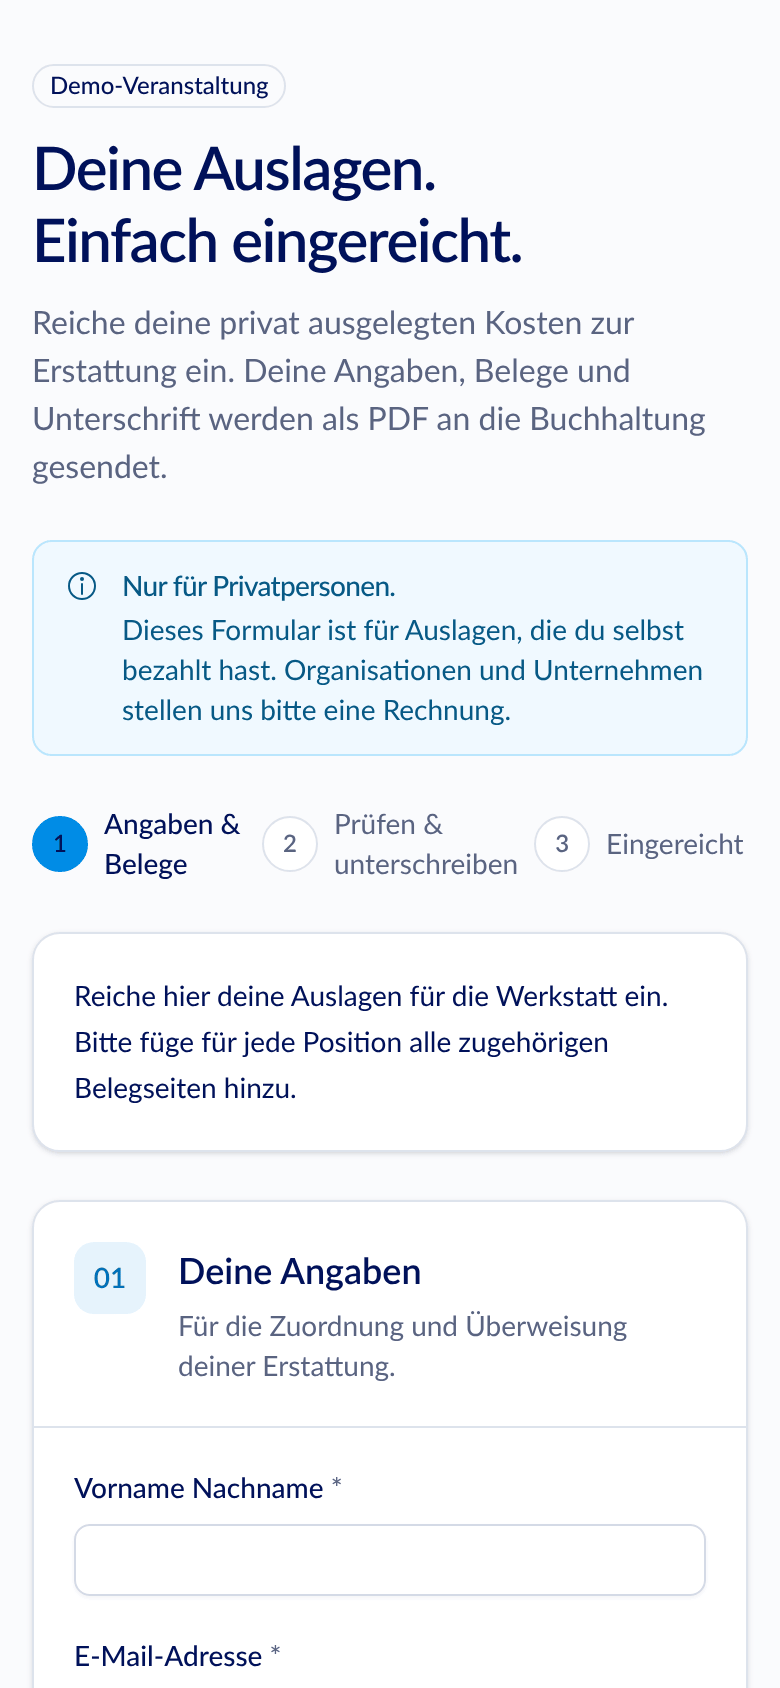 Demo-Veranstaltung
Deine Auslagen.
Einfach eingereicht.
Reiche deine privat ausgelegten Kosten zur
Erstattung ein. Deine Angaben, Belege und
Unterschrift werden als PDF an die Buchhaltung
gesendet.
Nur für Privatpersonen.
Dieses Formular ist für Auslagen, die du selbst
bezahlt hast. Organisationen und Unternehmen
stellen uns bitte eine Rechnung.
1 Angaben &
Belege
2 Prüfen &
unterschreiben
3 Eingereicht
Reiche hier deine Auslagen für die Werkstatt ein.
Bitte füge für jede Position alle zugehörigen
Belegseiten hinzu.
01 Deine Angaben
Für die Zuordnung und Überweisung
deiner Erstattung.
Vorname Nachname *
E-Mail-Adresse *